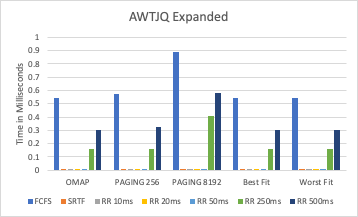 AWTJQ Expanded
Time in Milliseconds
1
0.9
0.8
0.7
0.6
0.5
0.4
0.3
0.2
0.1
0
OMAP PAGING 256 PAGING 8192 Best Fit Worst Fit
FCFS SRTF RR 10ms RR 20ms RR 50ms RR 250ms RR 500ms